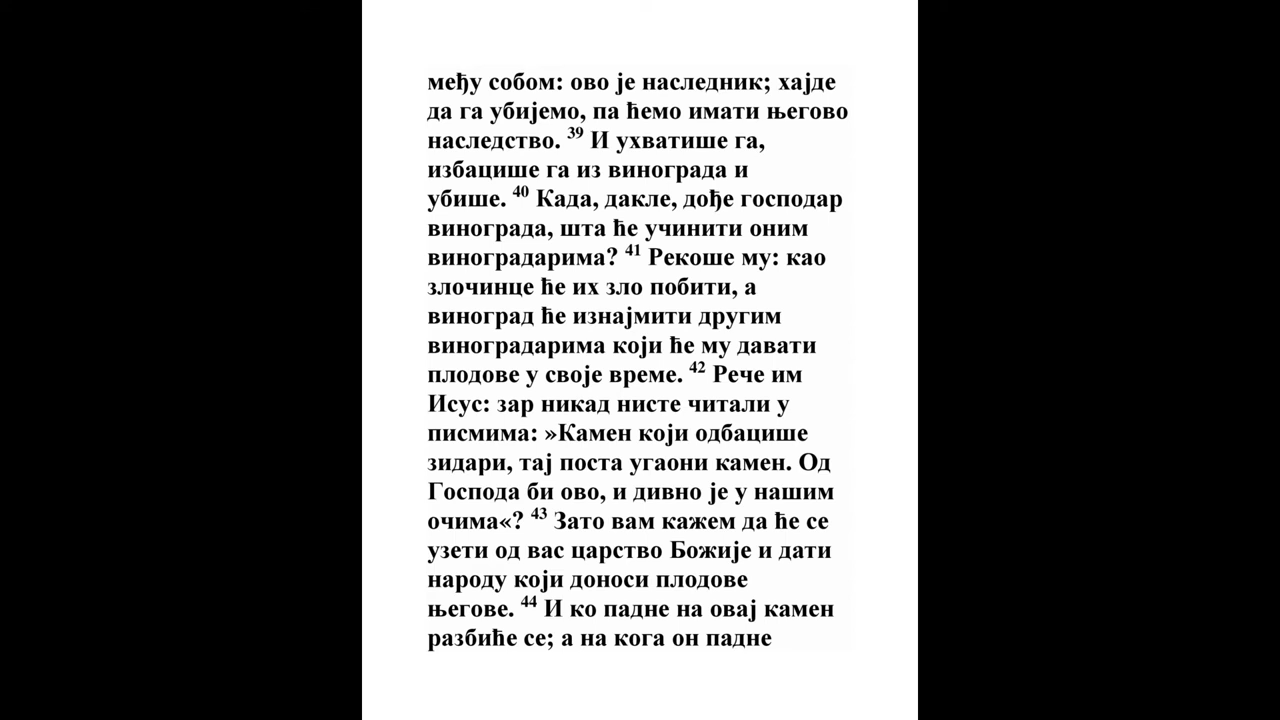 међу собом: ово је наследник; хајде
да га убијемо, па ћемо имати његово
наследство. 39 И ухватише га,
избацише га из винограда и
убише. 40 Када, дакле, дође господар
винограда, шта ће учинити оним
виноградарима? 41 Рекоше му: као
злочинце ће их зло побити, а
виноград ће изнајмити другим
виноградарима који ће му давати
плодове у своје време. 42 Рече им
Исус: зар никад нисте читали у
писмима: »Камен који одбацише
зидари, тај поста угаони камен. Од
Господа би ово, и дивно је у нашим
очима«? 43 Зато вам кажем да ће се
узети од вас царство Божије и дати
народу који доноси плодове
његове. 44 И ко падне на овај камен
разбиће се; а на кога он падне